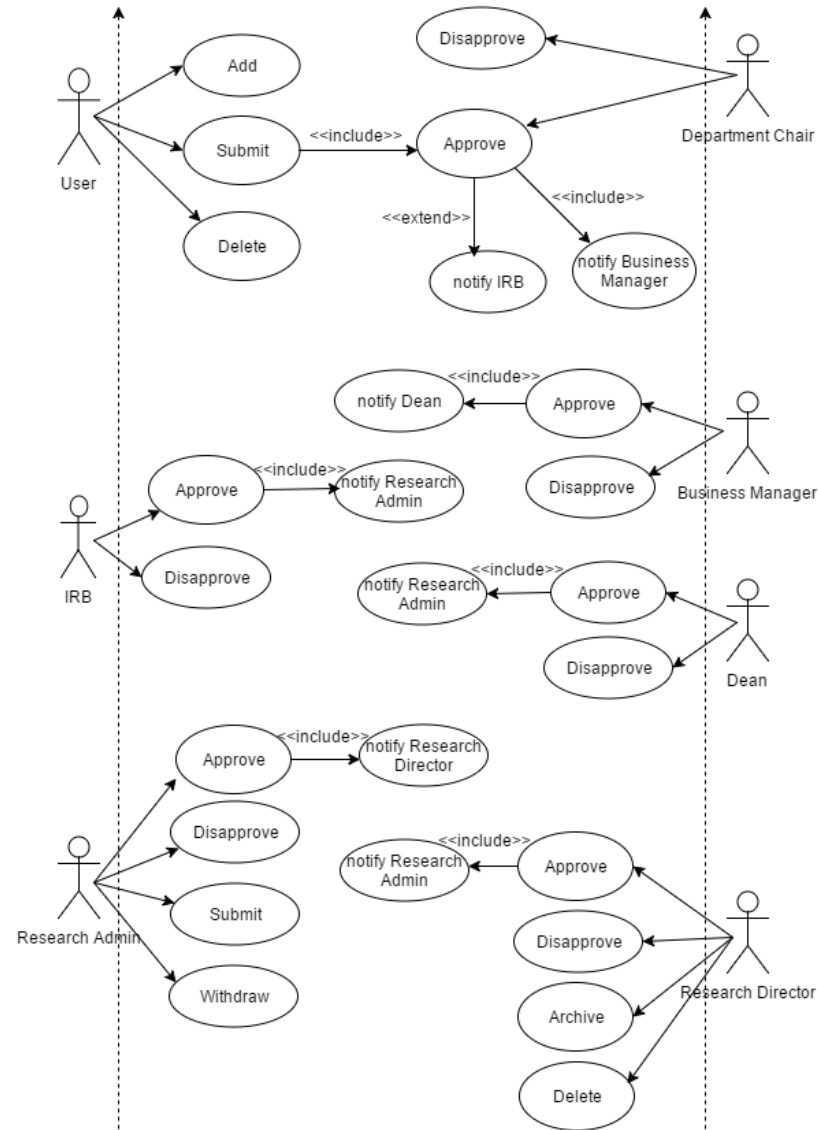 Disapprove
Add
<<include>>
Department Chair
Submit
Approve
User
<<include>>
<<extend>>
Delete
notify Business
Manager
notify IRB
<<include>>
notify Dean
Approve
<<include>>
Approve
notify Research
Admin
Disapprove
Business Manager
<<include>>
Disapprove
notify Research
Admin
Approve
IRB
Disapprove
Dean
<<include>>
Approve
notify Research
Director
Disapprove
<<include>>
notify Research
Admin
Approve
Submit
Research Admin
Disapprove
Withdraw
Research Director
Archive
Delete